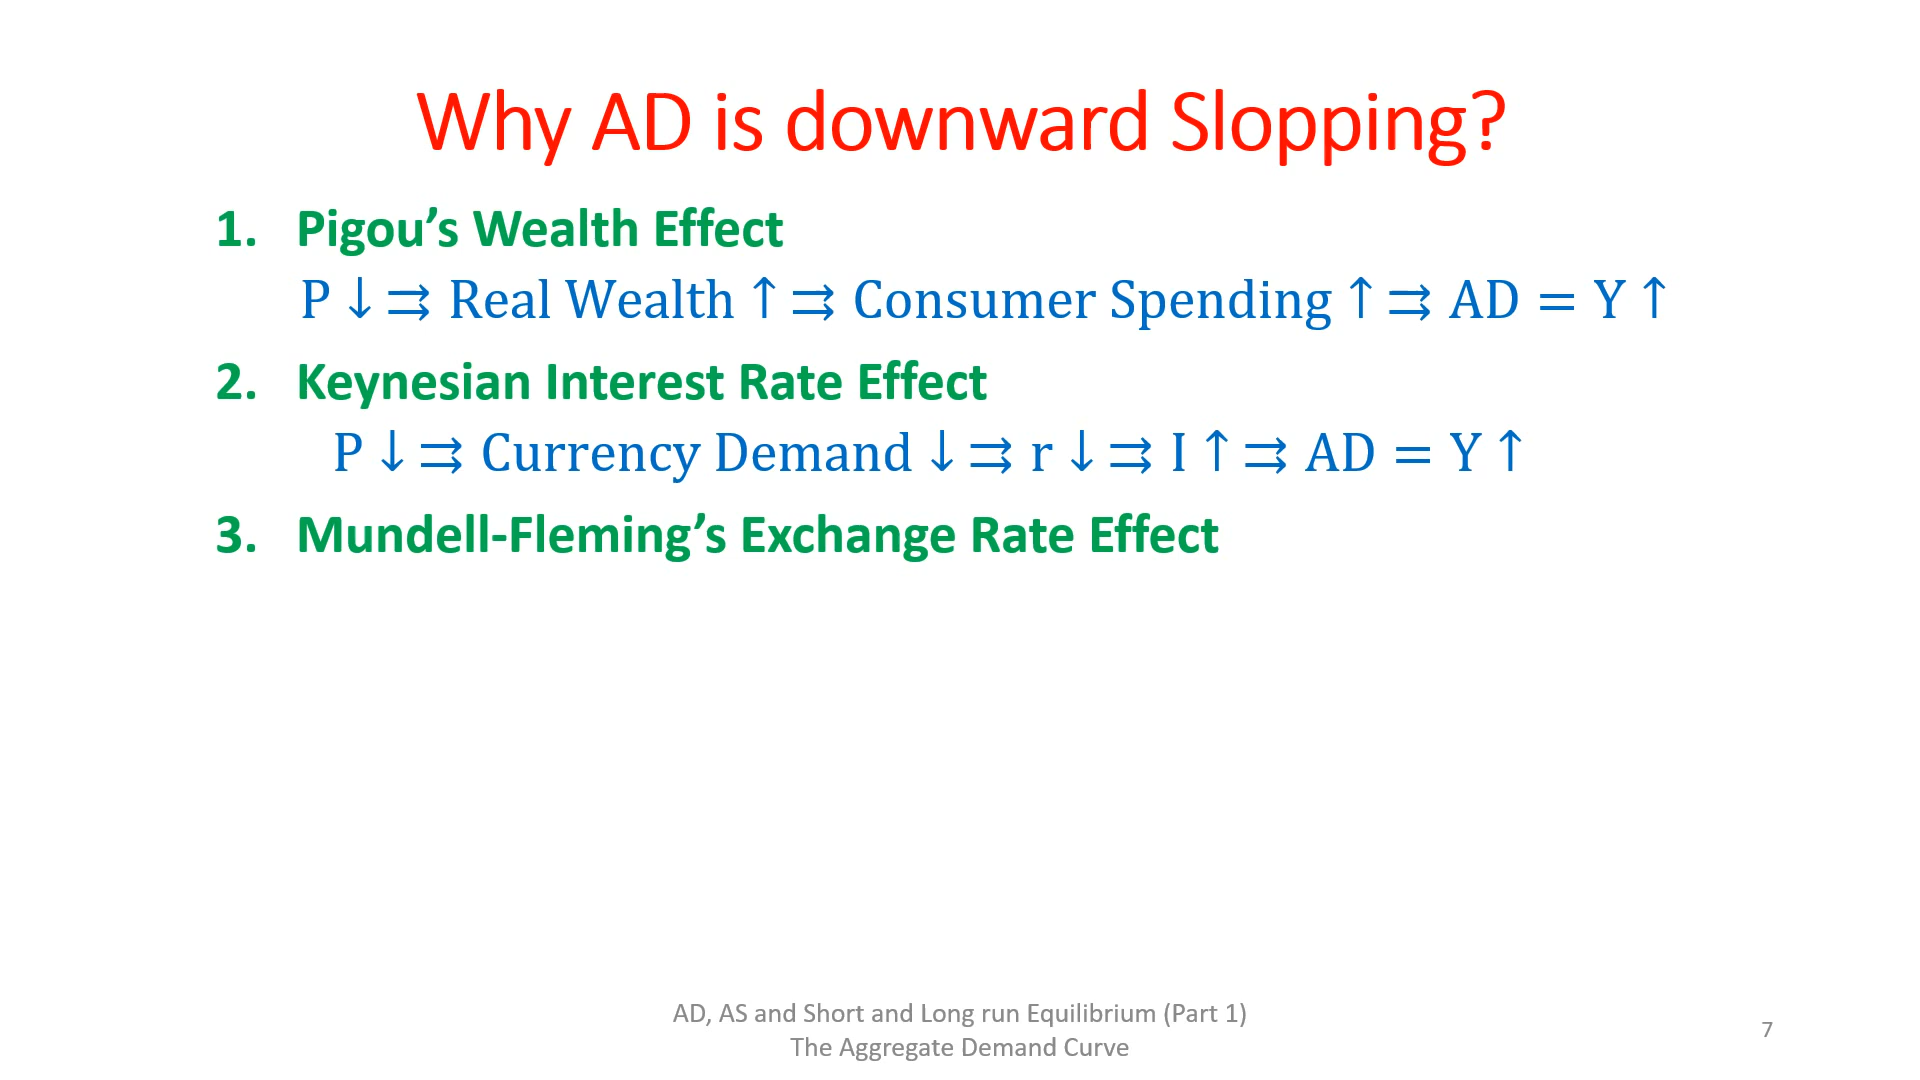 Why AD is downward Slopping?
1. Pigou’s Wealth Effect
P ↓ ⇉ Real Wealth ↑ ⇉ Consumer Spending ↑ ⇉ AD = Y ↑
2. Keynesian Interest Rate Effect
P ↓ ⇉ Currency Demand ↓ ⇉ r ↓ ⇉ I ↑ ⇉ AD = Y ↑
3. Mundell-Fleming’s Exchange Rate Effect
AD, AS and Short and Long run Equilibrium (Part 1)
The Aggregate Demand Curve
7